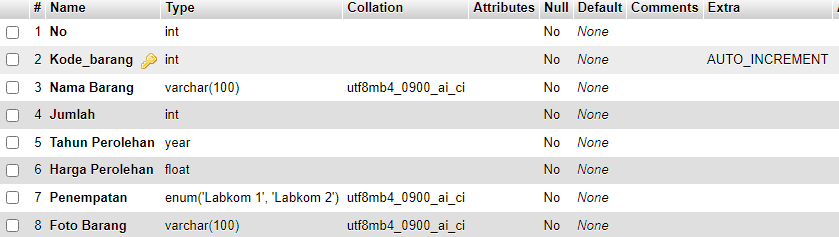 # Name Type Collation Attributes Null Default Comments Extra
1 No int No None
2 Kode_barang int No None AUTO_INCREMENT
3 Nama Barang varchar(100) utf8mb4_0900_ai_ci No None
4 Jumlah int No None
5 Tahun Perolehan year No None
6 Harga Perolehan float No None
7 Penempatan enum('Labkom 1', 'Labkom 2') utf8mb4_0900_ai_ci No None
8 Foto Barang varchar(100) utf8mb4_0900_ai_ci No None